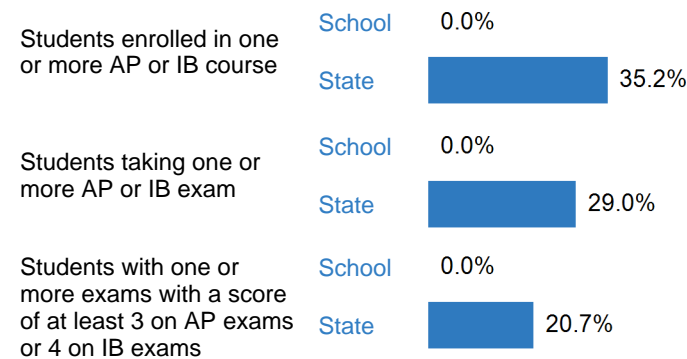 Students enrolled in one
or more AP or IB course
School 0.0%
State 35.2%
Students taking one or
more AP or IB exam
School 0.0%
State 29.0%
Students with one or
more exams with a score
of at least 3 on AP exams
or 4 on IB exams
School 0.0%
State 20.7%